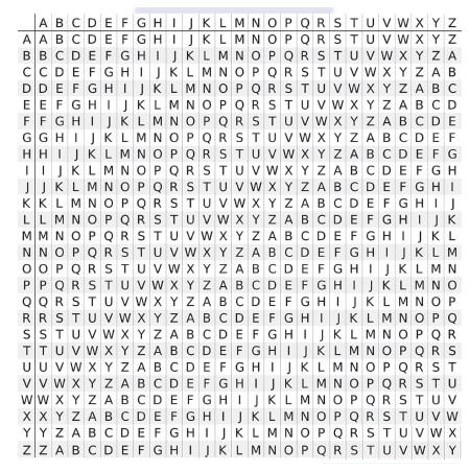 A B C D E F G H I J K L M N O P Q R S T U V W X Y Z
A A B C D E F G H I J K L M N O P Q R S T U V W X Y Z
B B C D E F G H I J K L M N O P Q R S T U V W X Y Z A
C C D E F G H I J K L M N O P Q R S T U V W X Y Z A B
D D E F G H I J K L M N O P Q R S T U V W X Y Z A B C
E E F G H I J K L M N O P Q R S T U V W X Y Z A B C D
F F G H I J K L M N O P Q R S T U V W X Y Z A B C D E
G G H I J K L M N O P Q R S T U V W X Y Z A B C D E F
H H I J K L M N O P Q R S T U V W X Y Z A B C D E F G
I I J K L M N O P Q R S T U V W X Y Z A B C D E F G H
J J K L M N O P Q R S T U V W X Y Z A B C D E F G H I
K K L M N O P Q R S T U V W X Y Z A B C D E F G H I J
L L M N O P Q R S T U V W X Y Z A B C D E F G H I J K
M M N O P Q R S T U V W X Y Z A B C D E F G H I J K L
N N O P Q R S T U V W X Y Z A B C D E F G H I J K L M
O O P Q R S T U V W X Y Z A B C D E F G H I J K L M N
P P Q R S T U V W X Y Z A B C D E F G H I J K L M N O
Q Q R S T U V W X Y Z A B C D E F G H I J K L M N O P
R R S T U V W X Y Z A B C D E F G H I J K L M N O P Q
S S T U V W X Y Z A B C D E F G H I J K L M N O P Q R
T T U V W X Y Z A B C D E F G H I J K L M N O P Q R S
U U V W X Y Z A B C D E F G H I J K L M N O P Q R S T
V V W X Y Z A B C D E F G H I J K L M N O P Q R S T U
W W X Y Z A B C D E F G H I J K L M N O P Q R S T U V
X X Y Z A B C D E F G H I J K L M N O P Q R S T U V W
Y Y Z A B C D E F G H I J K L M N O P Q R S T U V W X
Z Z A B C D E F G H I J K L M N O P Q R S T U V W X Y